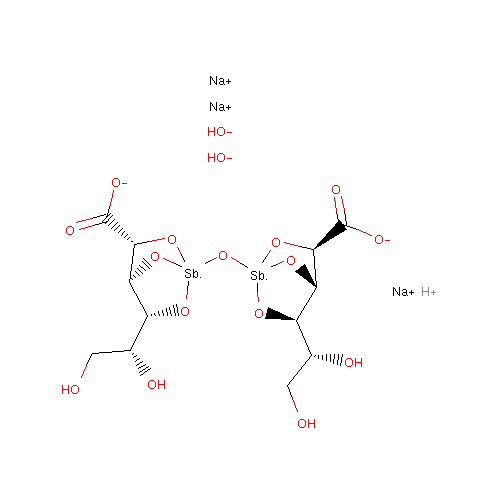 Na+
Na+
HO−
HO−
O− O
O O O O O O−
Sb. O Sb.
Na+ H+
O O
HO OH OH
OH